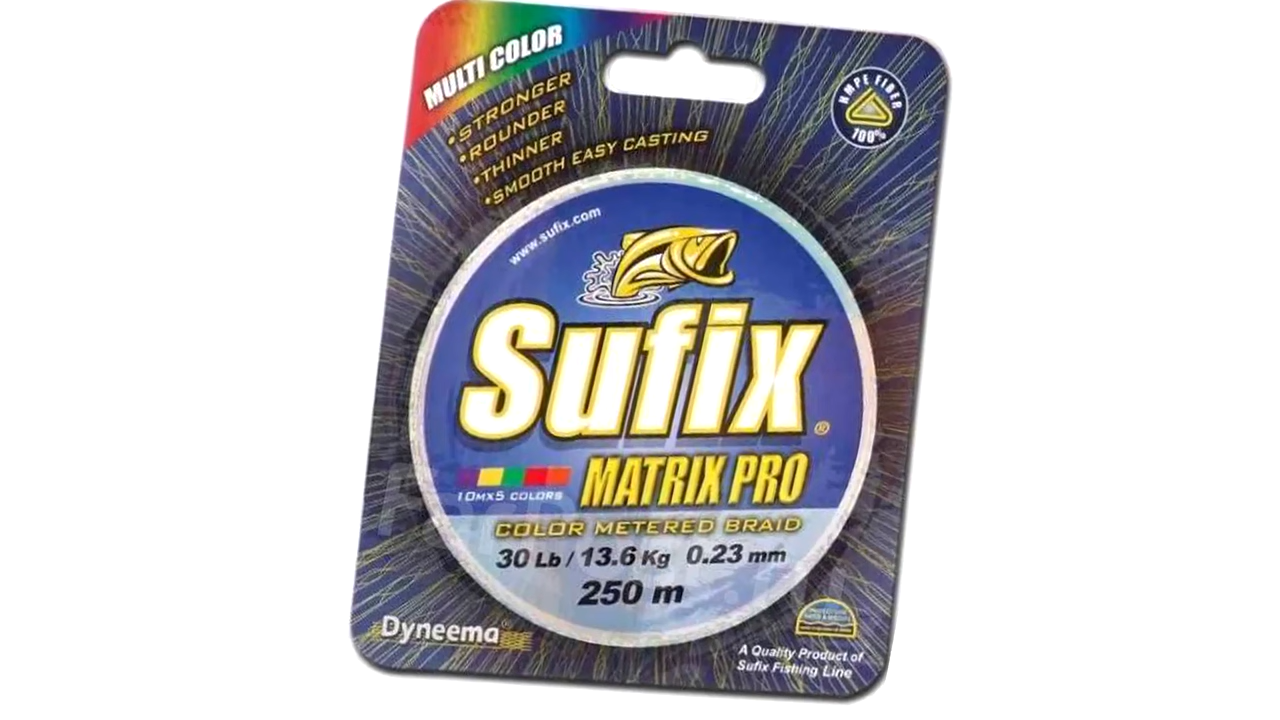 MULTI COLOR
•STRONGER
•ROUNDER
•THINNER
•SMOOTH EASY CASTING
HMPE FIBER
100%
www.sufix.com
Sufix®
MATRIX PRO
10MX5 COLORS
COLOR METERED BRAID
30 Lb / 13.6 Kg 0.23 mm
250 m
Dyneema®
A Quality Product of
Sufix Fishing Line